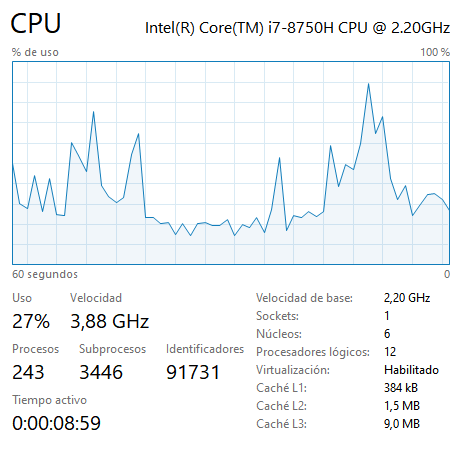 CPU Intel(R) Core(TM) i7-8750H CPU @ 2.20GHz
% de uso 100 %
60 segundos 0
Uso Velocidad
27% 3,88 GHz
Procesos Subprocesos Identificadores
243 3446 91731
Tiempo activo
0:00:08:59
Velocidad de base: 2,20 GHz
Sockets: 1
Núcleos: 6
Procesadores lógicos: 12
Virtualización: Habilitado
Caché L1: 384 kB
Caché L2: 1,5 MB
Caché L3: 9,0 MB